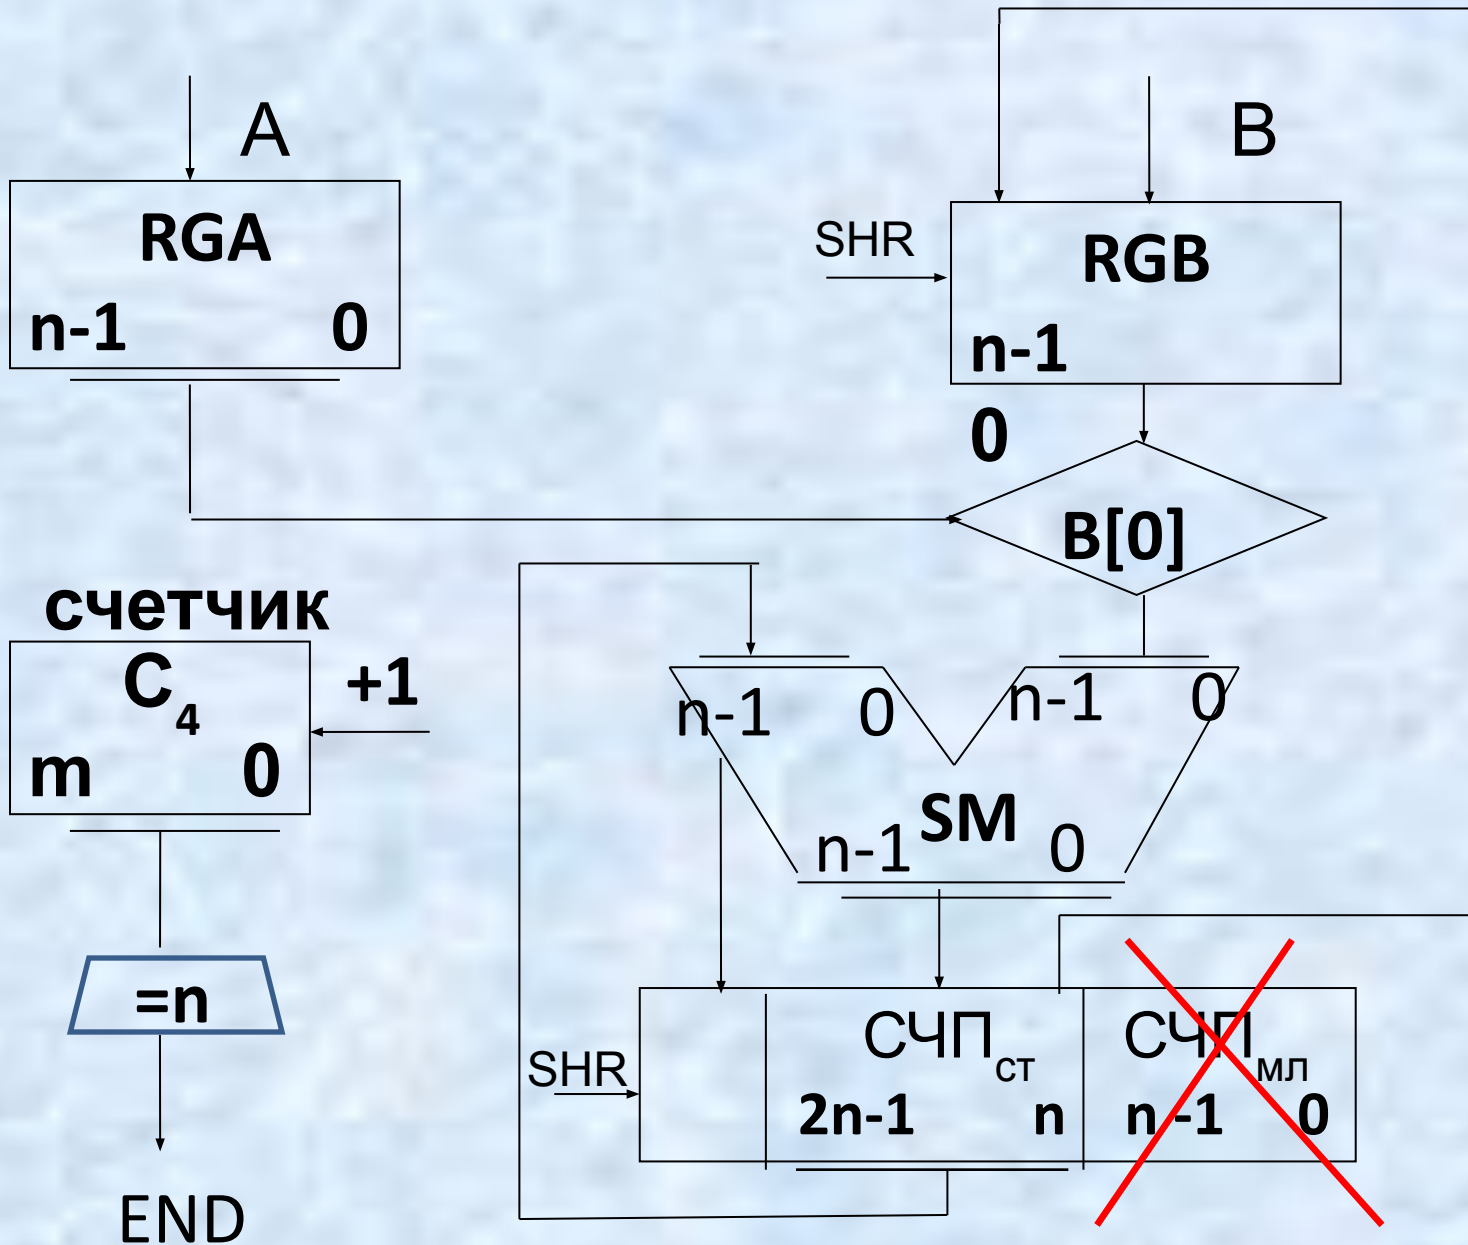 A
B
RGA
n-1 0
SHR
RGB
n-1
0
B[0]
счетчик
C4
+1
m 0
n-1 0
n-1 0
SM
n-1 0
=n
СЧПст
СЧПмл
SHR
2n-1 n
n-1 0
END